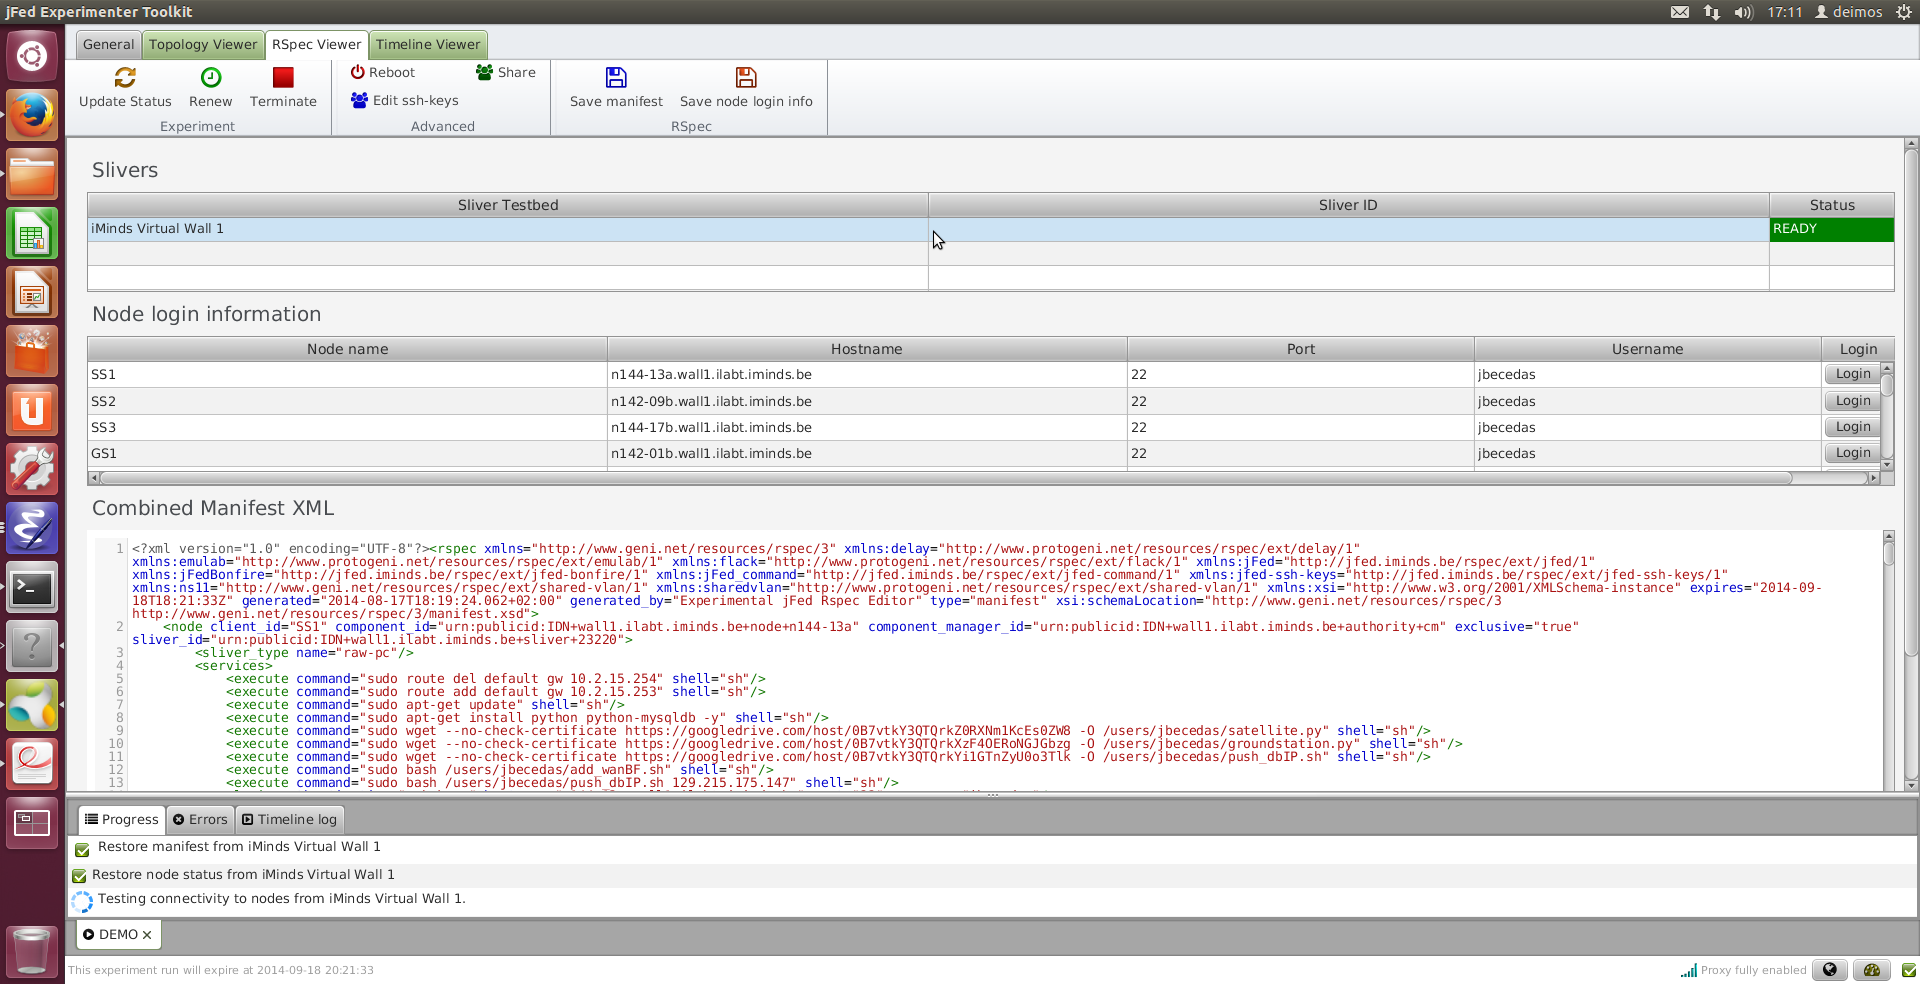 jFed Experimenter Toolkit
17:11 deimos
General Topology Viewer RSpec Viewer Timeline Viewer
Update Status Renew Terminate Reboot Share Edit ssh-keys Save manifest Save node login info
Experiment Advanced RSpec
Slivers
Sliver Testbed Sliver ID Status
iMinds Virtual Wall 1 READY
Node login information
Node name Hostname Port Username Login
SS1 n144-13a.wall1.ilabt.iminds.be 22 jbecedas Login
SS2 n142-09b.wall1.ilabt.iminds.be 22 jbecedas Login
SS3 n144-17b.wall1.ilabt.iminds.be 22 jbecedas Login
GS1 n142-01b.wall1.ilabt.iminds.be 22 jbecedas Login
Combined Manifest XML
1 <?xml version="1.0" encoding="UTF-8"?><rspec xmlns="http://www.geni.net/resources/rspec/3" xmlns:delay="http://www.protogeni.net/resources/rspec/ext/delay/1"
xmlns:emulab="http://www.protogeni.net/resources/rspec/ext/emulab/1" xmlns:flack="http://www.protogeni.net/resources/rspec/ext/flack/1" xmlns:jFed="http://jfed.iminds.be/rspec/ext/jfed/1"
xmlns:jFedBonfire="http://jfed.iminds.be/rspec/ext/jfed-bonfire/1" xmlns:jFed_command="http://jfed.iminds.be/rspec/ext/jfed-command/1" xmlns:jfed-ssh-keys="http://jfed.iminds.be/rspec/ext/jfed-ssh-keys/1"
xmlns:ns11="http://www.geni.net/resources/rspec/ext/shared-vlan/1" xmlns:sharedvlan="http://www.protogeni.net/resources/rspec/ext/shared-vlan/1" xmlns:xsi="http://www.w3.org/2001/XMLSchema-instance" expires="2014-09-
18T18:21:33Z" generated="2014-08-17T18:19:24.062+02:00" generated_by="Experimental jFed Rspec Editor" type="manifest" xsi:schemaLocation="http://www.geni.net/resources/rspec/3
http://www.geni.net/resources/rspec/3/manifest.xsd">
2 <node client_id="SS1" component_id="urn:publicid:IDN+wall1.ilabt.iminds.be+node+n144-13a" component_manager_id="urn:publicid:IDN+wall1.ilabt.iminds.be+authority+cm" exclusive="true"
sliver_id="urn:publicid:IDN+wall1.ilabt.iminds.be+sliver+23220">
3 <sliver_type name="raw-pc"/>
4 <services>
5 <execute command="sudo route del default gw 10.2.15.254" shell="sh"/>
6 <execute command="sudo route add default gw 10.2.15.253" shell="sh"/>
7 <execute command="sudo apt-get update" shell="sh"/>
8 <execute command="sudo apt-get install python python-mysqldb -y" shell="sh"/>
9 <execute command="sudo wget --no-check-certificate https://googledrive.com/host/0B7vtkY3QTQrkZ0RXNm1KcEs0ZW8 -O /users/jbecedas/satellite.py" shell="sh"/>
10 <execute command="sudo wget --no-check-certificate https://googledrive.com/host/0B7vtkY3QTQrkXzF4OERoNGJGbzg -O /users/jbecedas/groundstation.py" shell="sh"/>
11 <execute command="sudo wget --no-check-certificate https://googledrive.com/host/0B7vtkY3QTQrkYi1GTnZyU0o3Tlk -O /users/jbecedas/push_dbIP.sh" shell="sh"/>
12 <execute command="sudo bash /users/jbecedas/add_wanBF.sh" shell="sh"/>
13 <execute command="sudo bash /users/jbecedas/push_dbIP.sh 129.215.175.147" shell="sh"/>
Progress Errors Timeline log
Restore manifest from iMinds Virtual Wall 1
Restore node status from iMinds Virtual Wall 1
Testing connectivity to nodes from iMinds Virtual Wall 1.
DEMO
This experiment run will expire at 2014-09-18 20:21:33 Proxy fully enabled